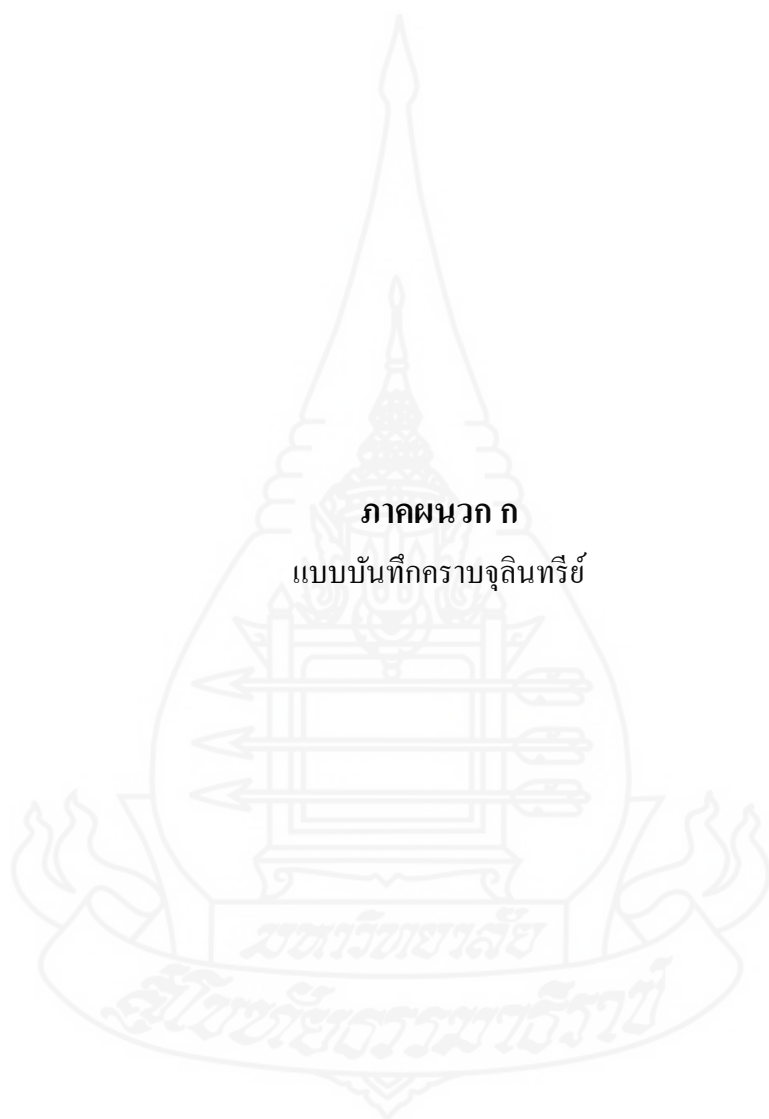 ภาคผนวก ก
แบบบันทึกคราบจุลินทรีย์
มหาวิทยาลัย
สุโขทัยธรรมาธิราช